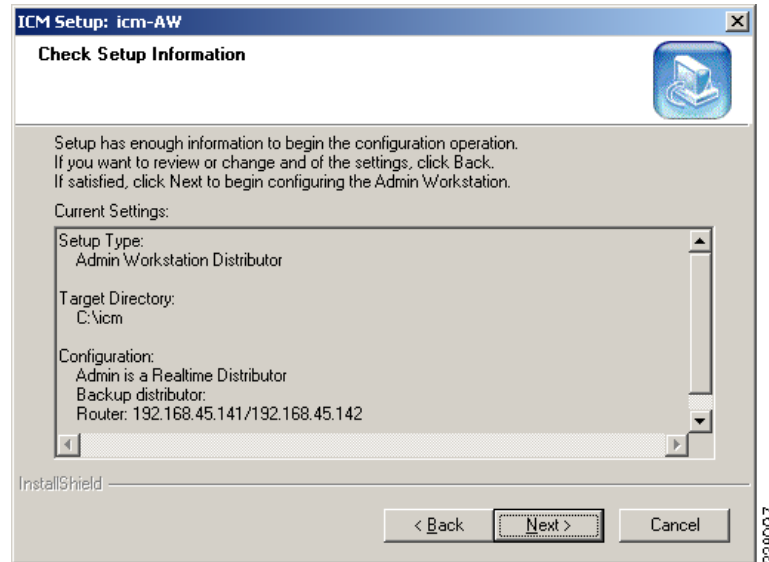 ICM Setup: icm-AW
Check Setup Information
Setup has enough information to begin the configuration operation.
If you want to review or change and of the settings, click Back.
If satisfied, click Next to begin configuring the Admin Workstation.
Current Settings:
Setup Type:
Admin Workstation Distributor
Target Directory:
C:\icm
Configuration:
Admin is a Realtime Distributor
Backup distributor:
Router: 192.168.45.141/192.168.45.142
InstallShield
< Back
Next >
Cancel